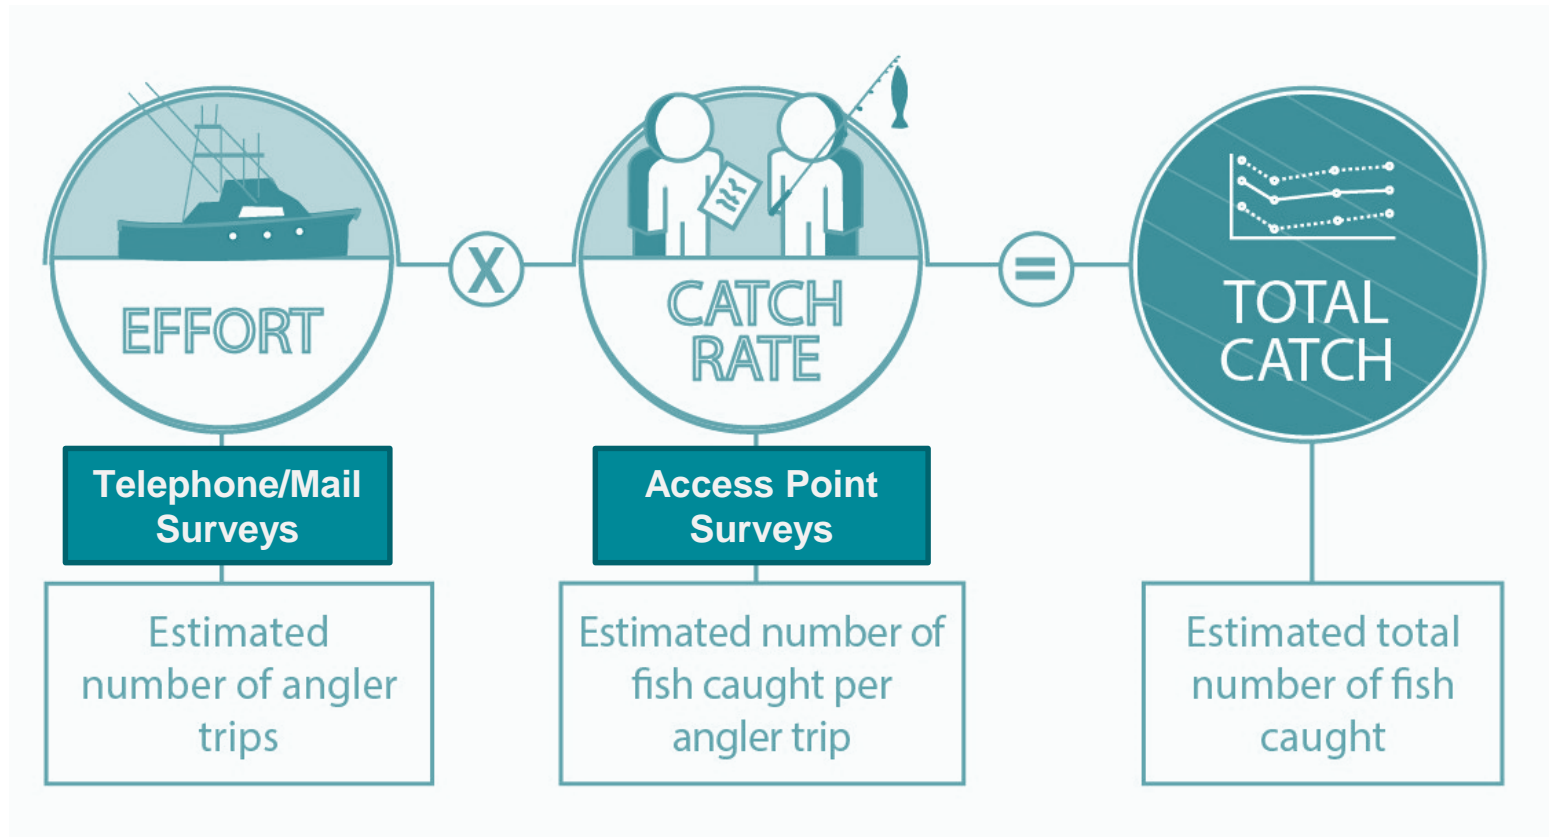 EFFORT
X
CATCH
RATE
=
TOTAL
CATCH
Telephone/Mail
Surveys
Access Point
Surveys
Estimated
number of angler
trips
Estimated number of
fish caught per
angler trip
Estimated total
number of fish
caught